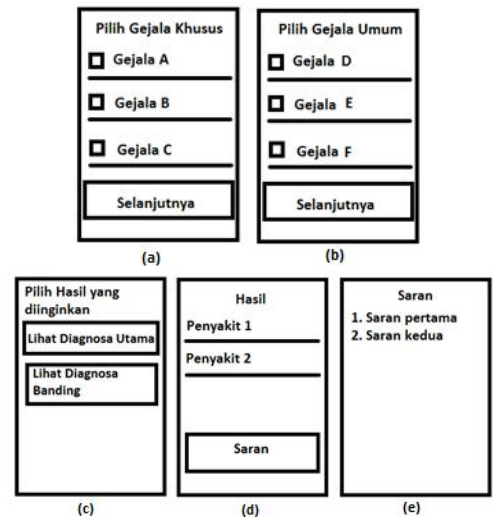 Pilih Gejala Khusus
Gejala A
Gejala B
Gejala C
Selanjutnya
(a)
Pilih Gejala Umum
Gejala D
Gejala E
Gejala F
Selanjutnya
(b)
Pilih Hasil yang
diinginkan
Lihat Diagnosa Utama
Lihat Diagnosa
Banding
(c)
Hasil
Penyakit 1
Penyakit 2
Saran
(d)
Saran
1. Saran pertama
2. Saran kedua
(e)